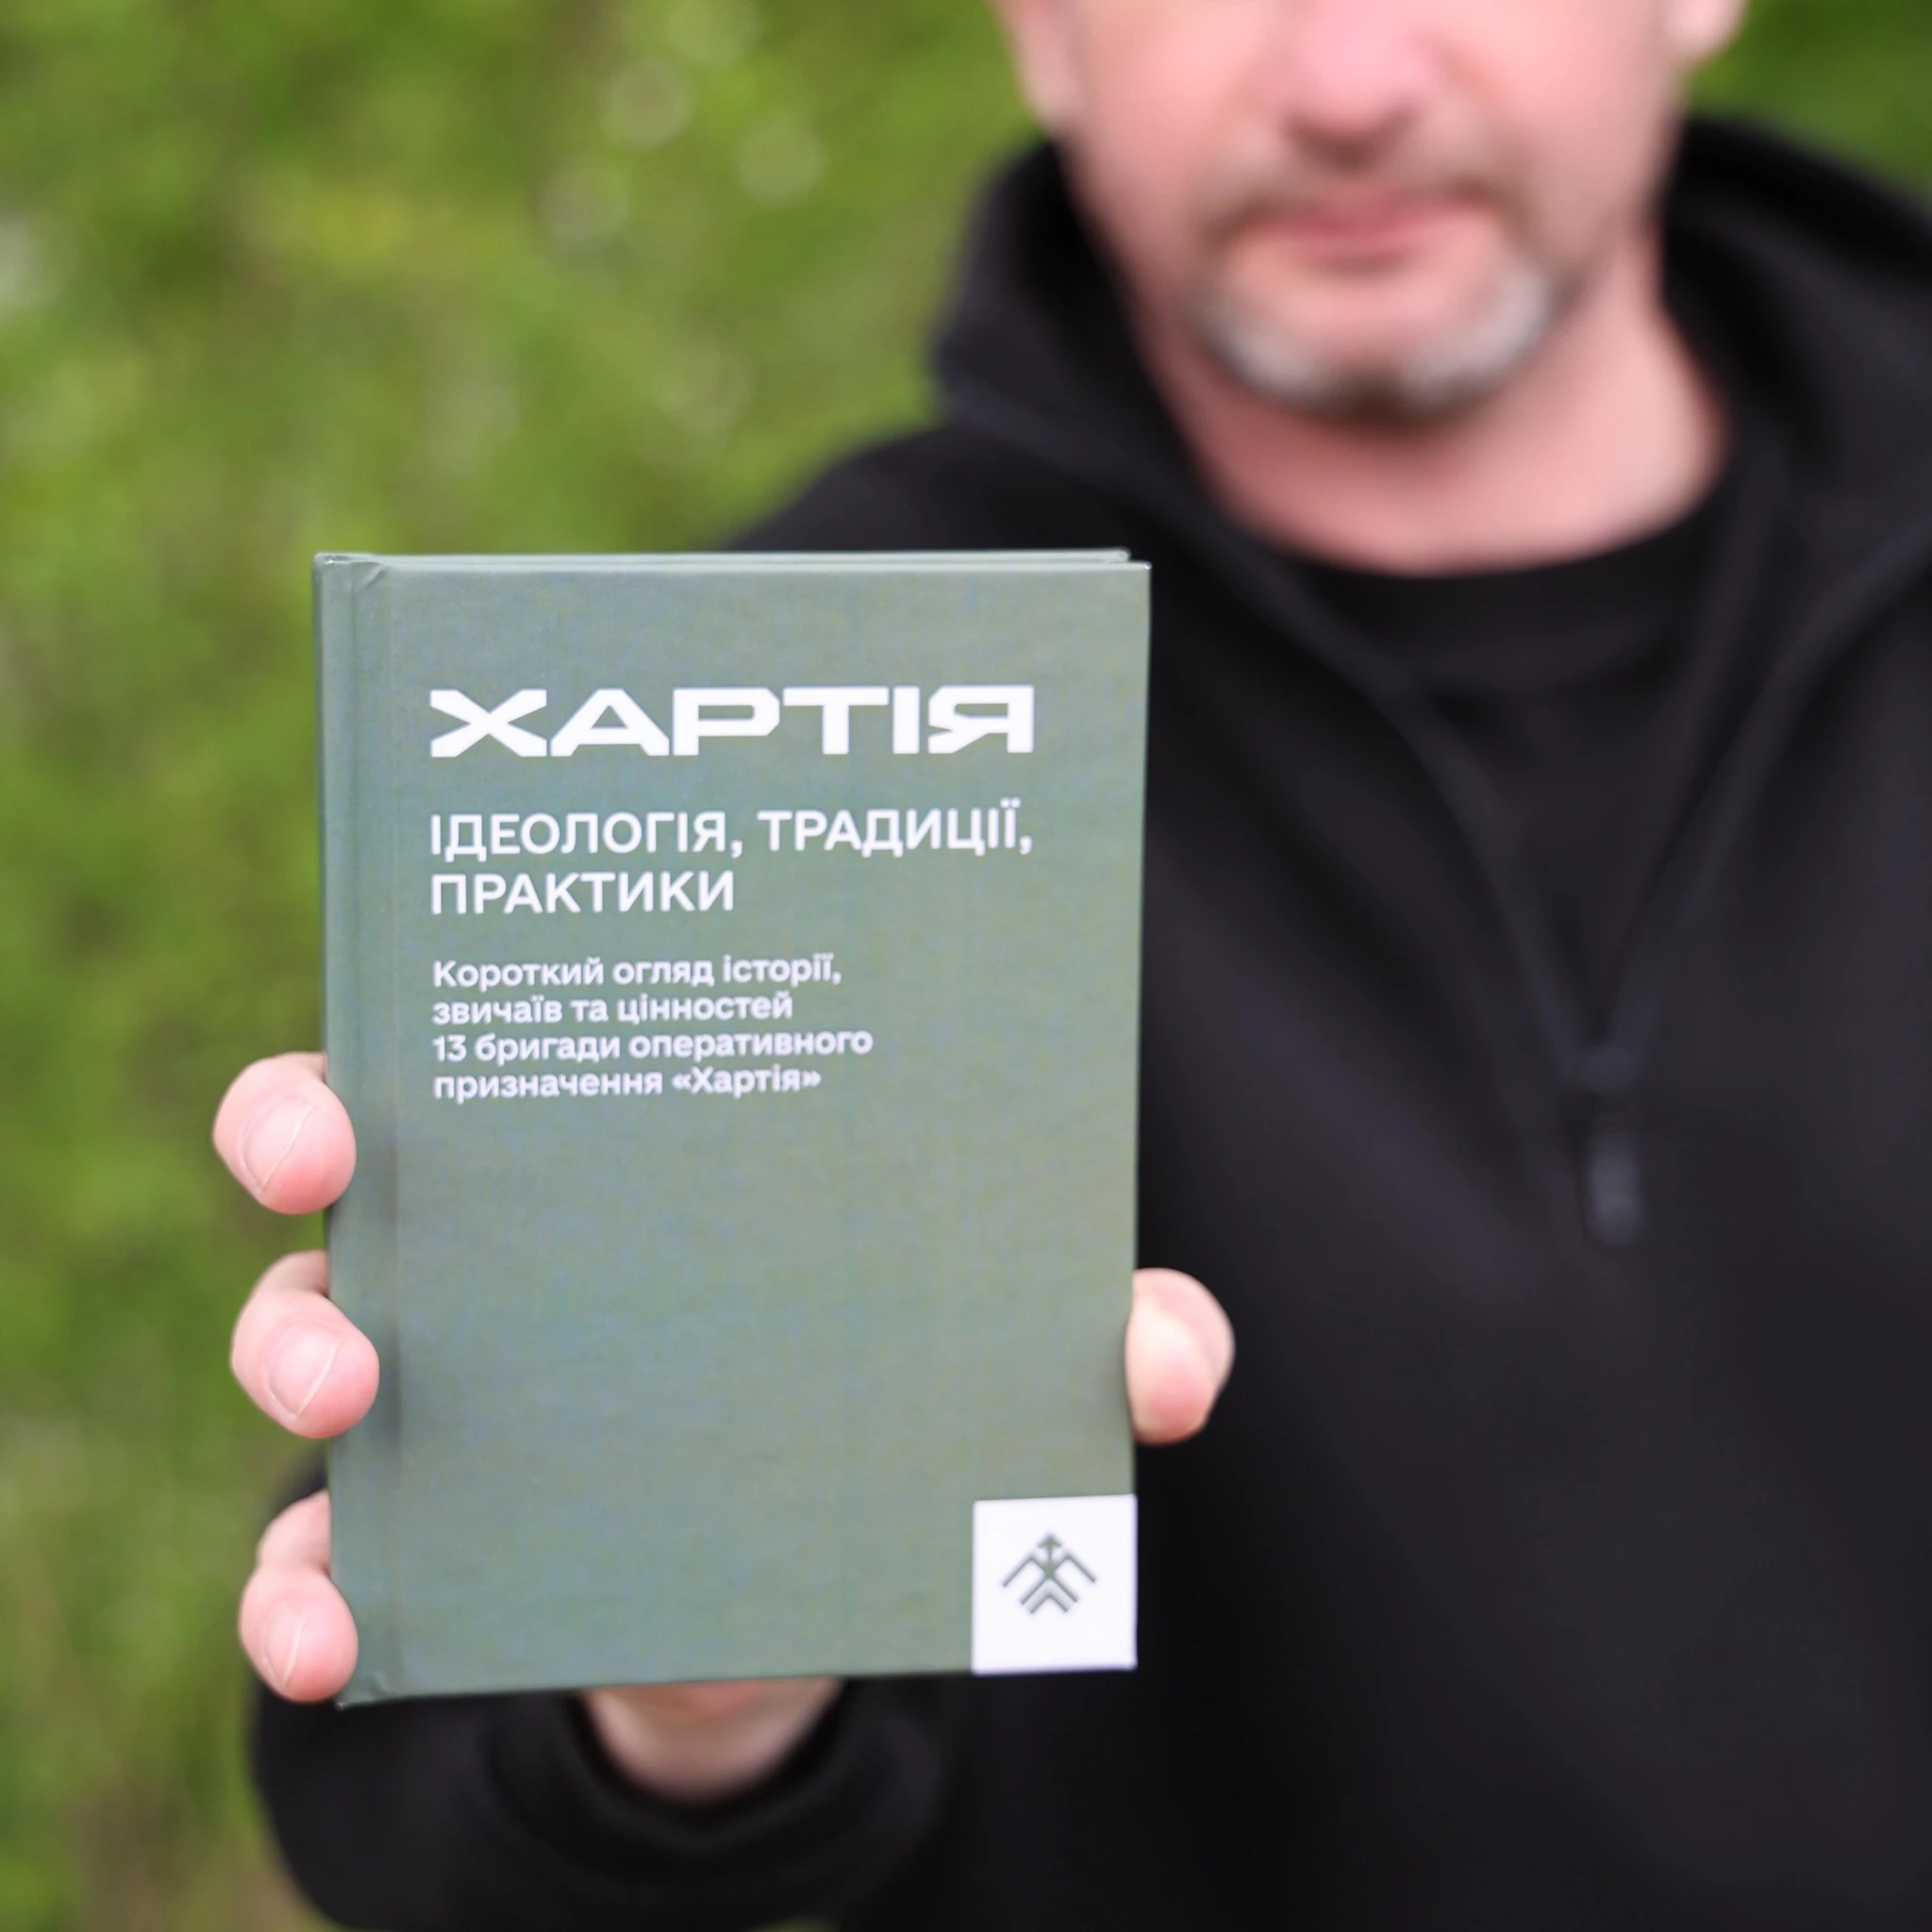 ХАРТІЯ
ІДЕОЛОГІЯ, ТРАДИЦІЇ,
ПРАКТИКИ
Короткий огляд історії,
звичаїв та цінностей
13 бригади оперативного
призначення «Хартія»